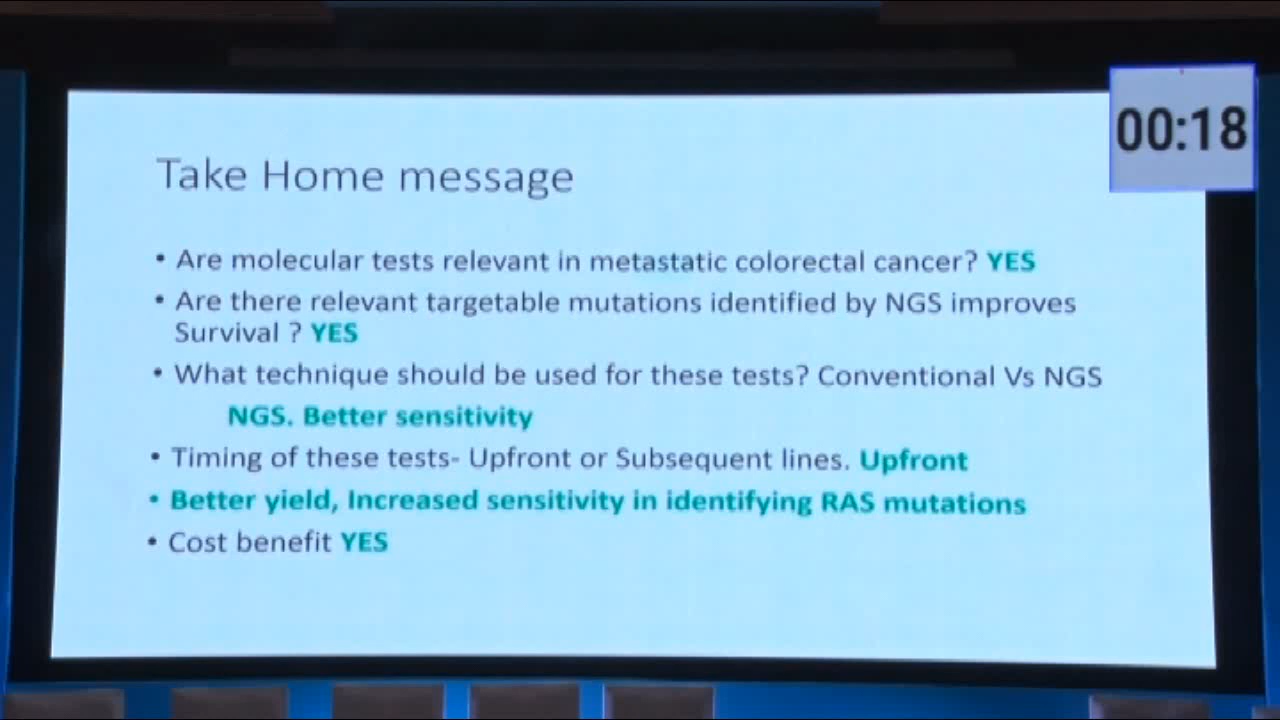 00:18
Take Home message
• Are molecular tests relevant in metastatic colorectal cancer? YES
• Are there relevant targetable mutations identified by NGS improves
Survival ? YES
• What technique should be used for these tests? Conventional Vs NGS
NGS. Better sensitivity
• Timing of these tests- Upfront or Subsequent lines. Upfront
• Better yield, Increased sensitivity in identifying RAS mutations
• Cost benefit YES